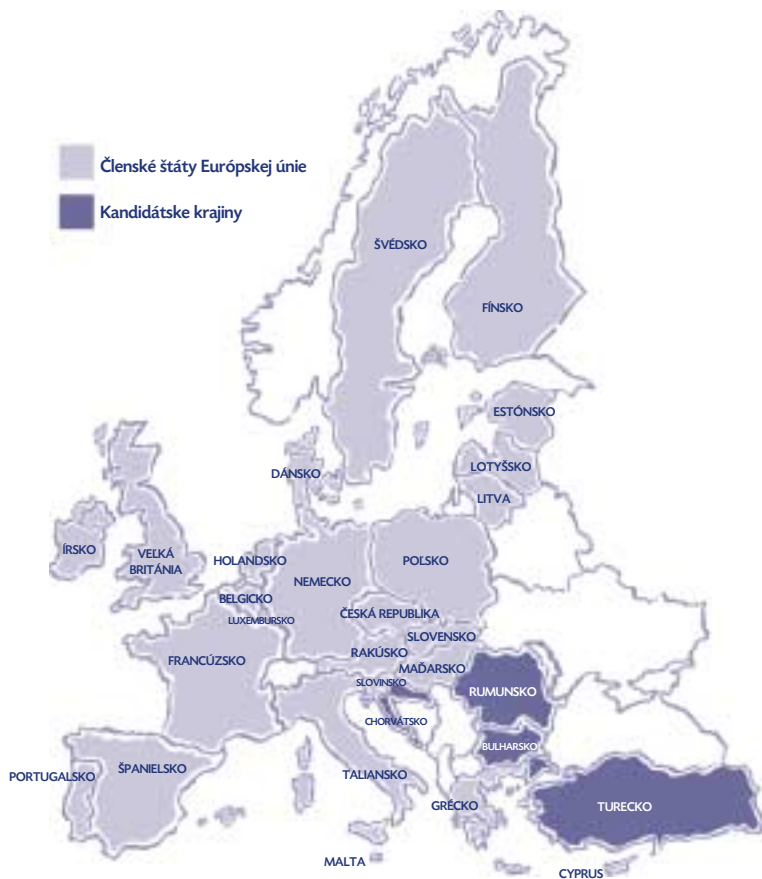 Členské štáty Európskej únie
Kandidátske krajiny
ŠVÉDSKO
FÍNSKO
ESTÓNSKO
LOTYŠSKO
DÁNSKO
LITVA
ÍRSKO
VEĽKÁ
BRITÁNIA
HOLANDSKO
NEMECKO
POĽSKO
BELGICKO
LUXEMBURSKO
ČESKÁ REPUBLIKA
SLOVENSKO
RAKÚSKO
FRANCÚZSKO
MAĎARSKO
SLOVINSKO
RUMUNSKO
CHORVÁTSKO
BULHARSKO
PORTUGALSKO
ŠPANIELSKO
TALIANSKO
GRÉCKO
TURECKO
MALTA
CYPRUS